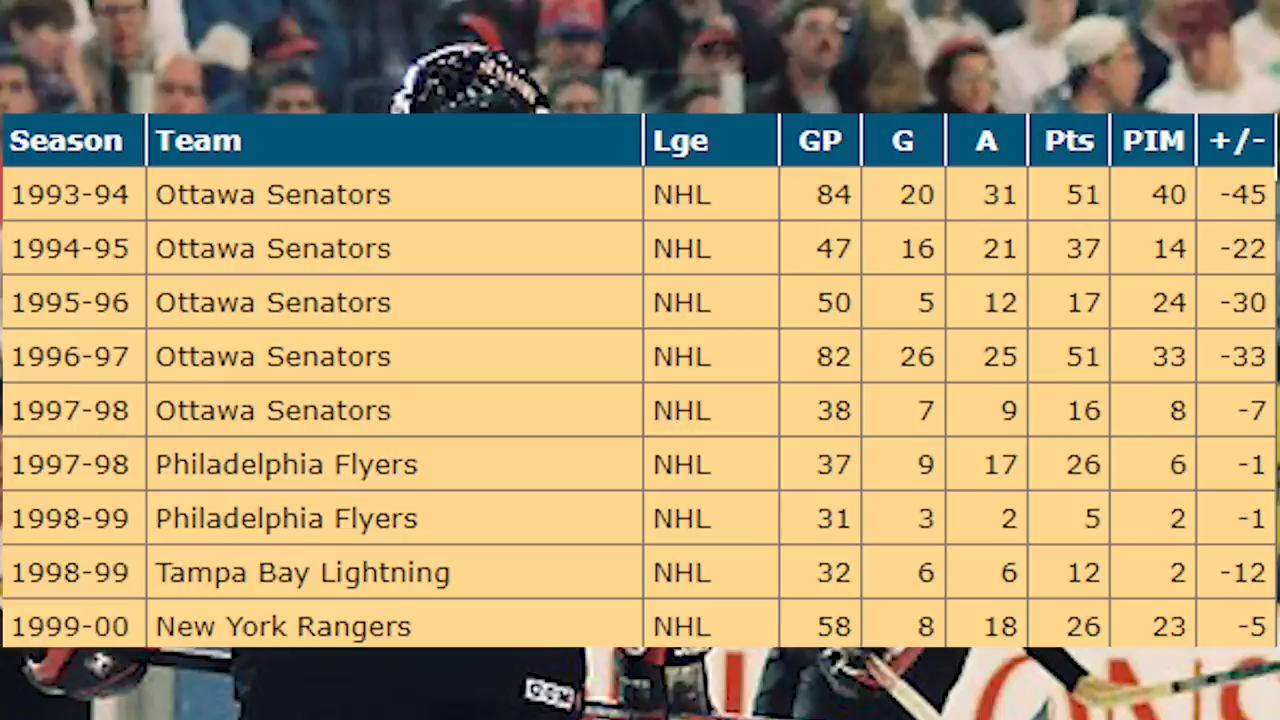 Season Team Lge GP G A Pts PIM +/-
1993-94 Ottawa Senators NHL 84 20 31 51 40 -45
1994-95 Ottawa Senators NHL 47 16 21 37 14 -22
1995-96 Ottawa Senators NHL 50 5 12 17 24 -30
1996-97 Ottawa Senators NHL 82 26 25 51 33 -33
1997-98 Ottawa Senators NHL 38 7 9 16 8 -7
1997-98 Philadelphia Flyers NHL 37 9 17 26 6 -1
1998-99 Philadelphia Flyers NHL 31 3 2 5 2 -1
1998-99 Tampa Bay Lightning NHL 32 6 6 12 2 -12
1999-00 New York Rangers NHL 58 8 18 26 23 -5
CCM